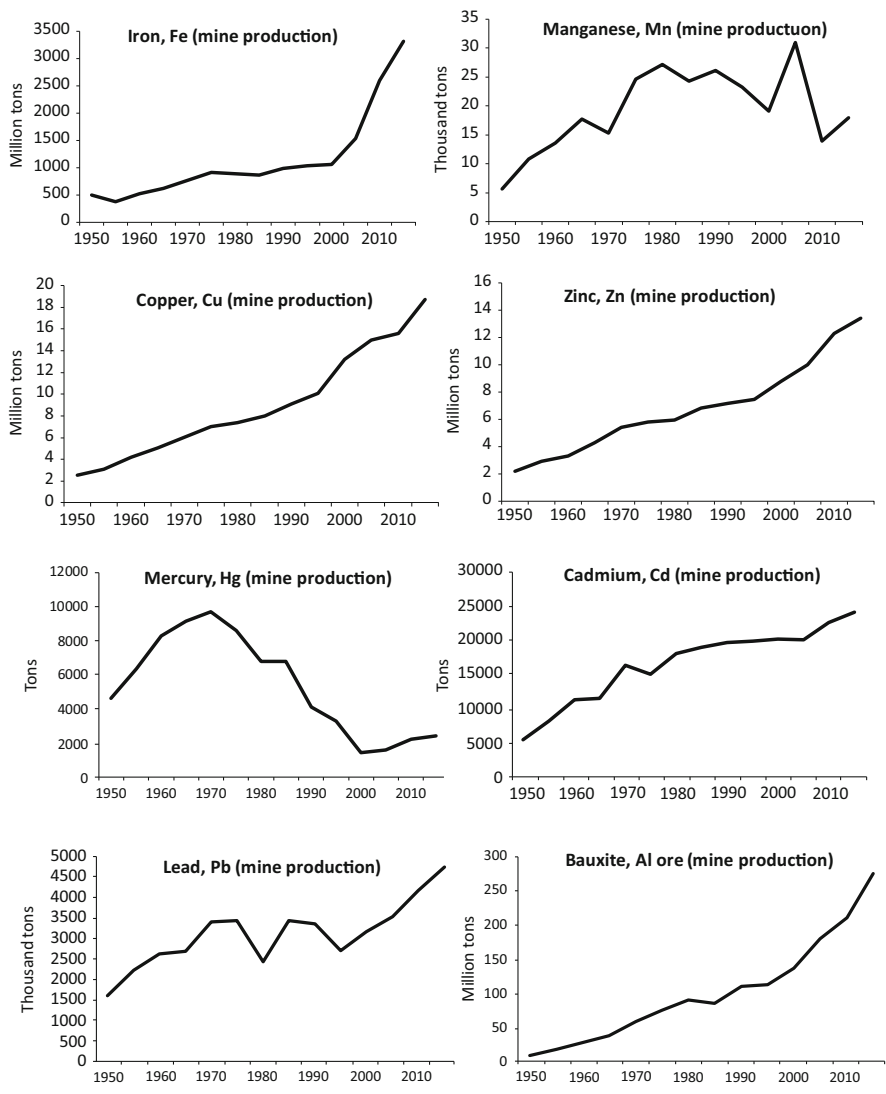 Iron, Fe (mine production)
Million tons
3500
3000
2500
2000
1500
1000
500
0
1950 1960 1970 1980 1990 2000 2010
Manganese, Mn (mine productuon)
Thousand tons
35
30
25
20
15
10
5
0
1950 1960 1970 1980 1990 2000 2010
Copper, Cu (mine production)
Million tons
20
18
16
14
12
10
8
6
4
2
0
1950 1960 1970 1980 1990 2000 2010
Zinc, Zn (mine production)
Million tons
16
14
12
10
8
6
4
2
0
1950 1960 1970 1980 1990 2000 2010
Mercury, Hg (mine production)
Tons
12000
10000
8000
6000
4000
2000
0
1950 1960 1970 1980 1990 2000 2010
Cadmium, Cd (mine production)
Tons
30000
25000
20000
15000
10000
5000
0
1950 1960 1970 1980 1990 2000 2010
Lead, Pb (mine production)
Thousand tons
5000
4500
4000
3500
3000
2500
2000
1500
1000
500
0
1950 1960 1970 1980 1990 2000 2010
Bauxite, Al ore (mine production)
Million tons
300
250
200
150
100
50
0
1950 1960 1970 1980 1990 2000 2010